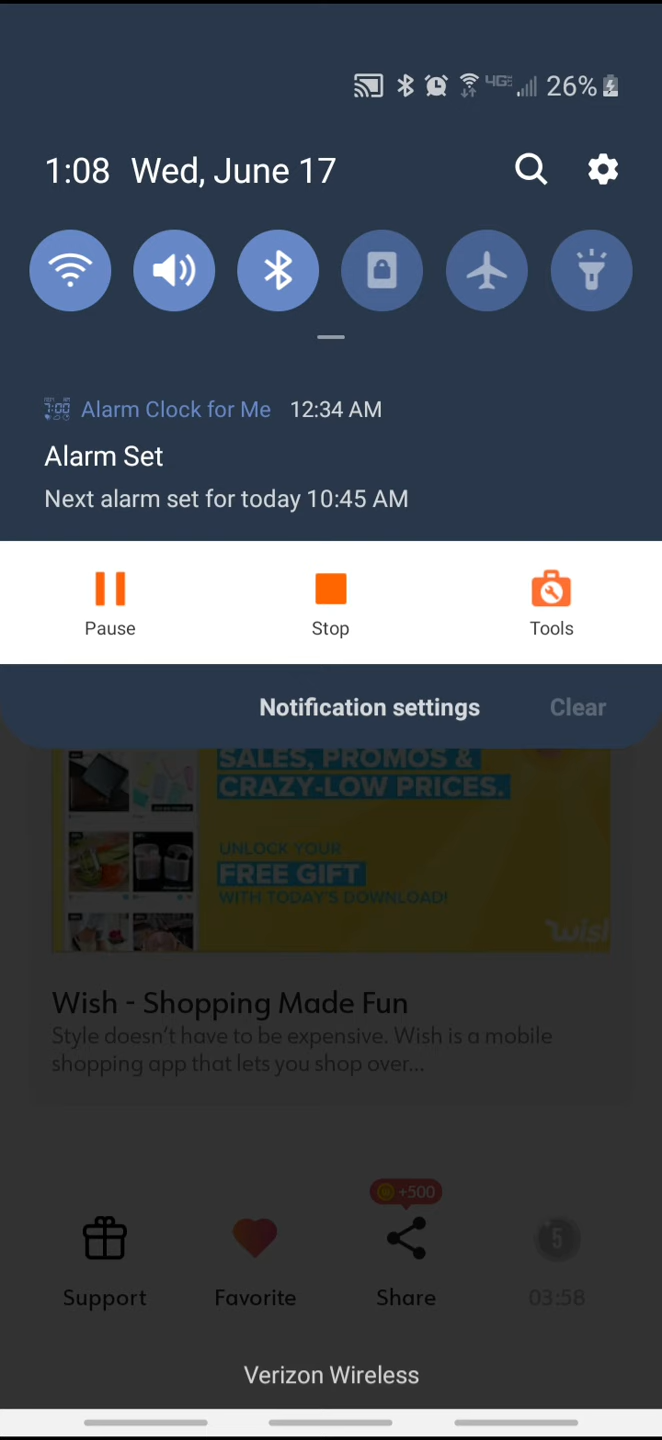 4G 26%
1:08 Wed, June 17
7:00 Alarm Clock for Me 12:34 AM
Alarm Set
Next alarm set for today 10:45 AM
Pause Stop Tools
Notification settings Clear
SALES, PROMOS &
CRAZY-LOW PRICES.
UNLOCK YOUR
FREE GIFT
WITH TODAY'S DOWNLOAD!
wish
Wish - Shopping Made Fun
Style doesn't have to be expensive. Wish is a mobile
shopping app that lets you shop over...
+500
5
Support Favorite Share 03:58
Verizon Wireless